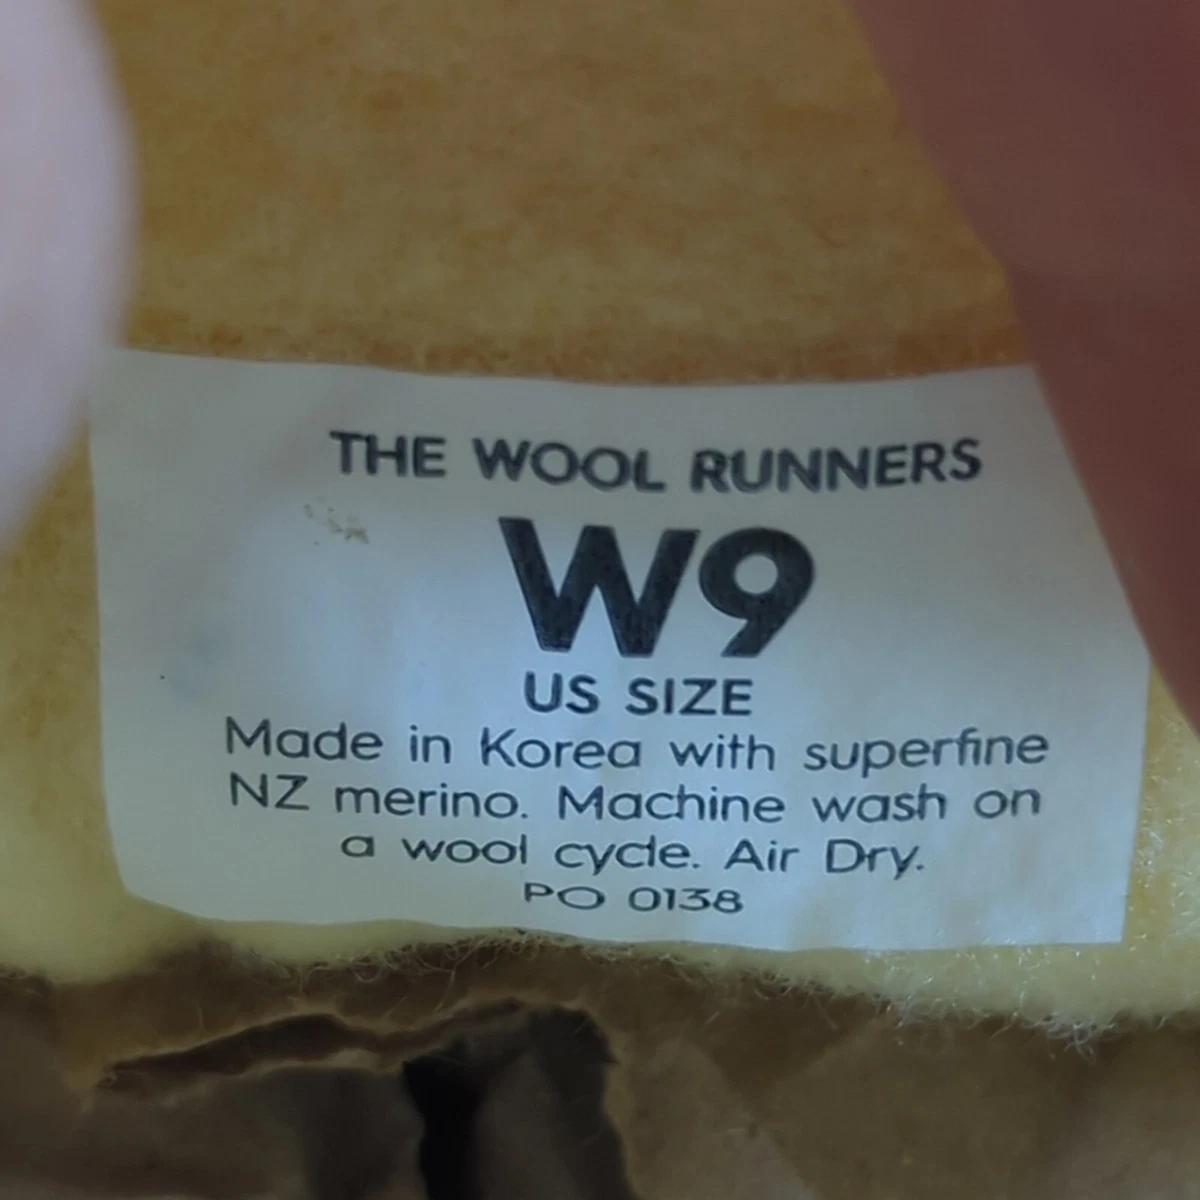 THE WOOL RUNNERS
W9
US SIZE
Made in Korea with superfine
NZ merino. Machine wash on
a wool cycle. Air Dry.
PO 0138